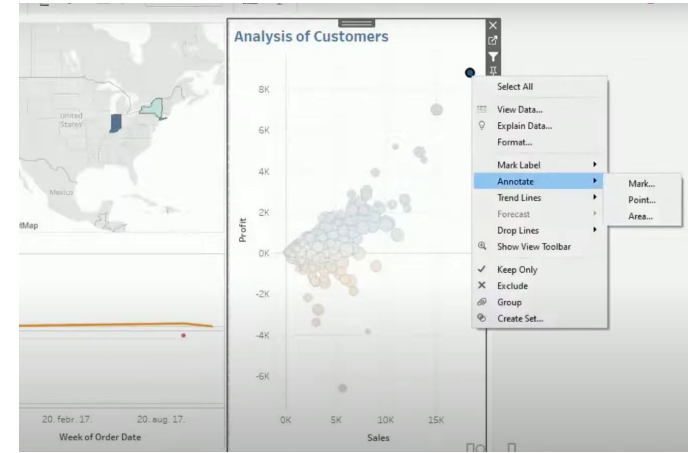 Analysis of Customers
United
States
Mexico
tMap
8K
6K
4K
2K
0K
-2K
-4K
-6K
Profit
0K
5K
10K
15K
Sales
20. febr. 17.
20. aug. 17.
Week of Order Date
Select All
View Data...
Explain Data...
Format...
Mark Label
Annotate
Trend Lines
Forecast
Drop Lines
Show View Toolbar
Keep Only
Exclude
Group
Create Set...
Mark...
Point...
Area...